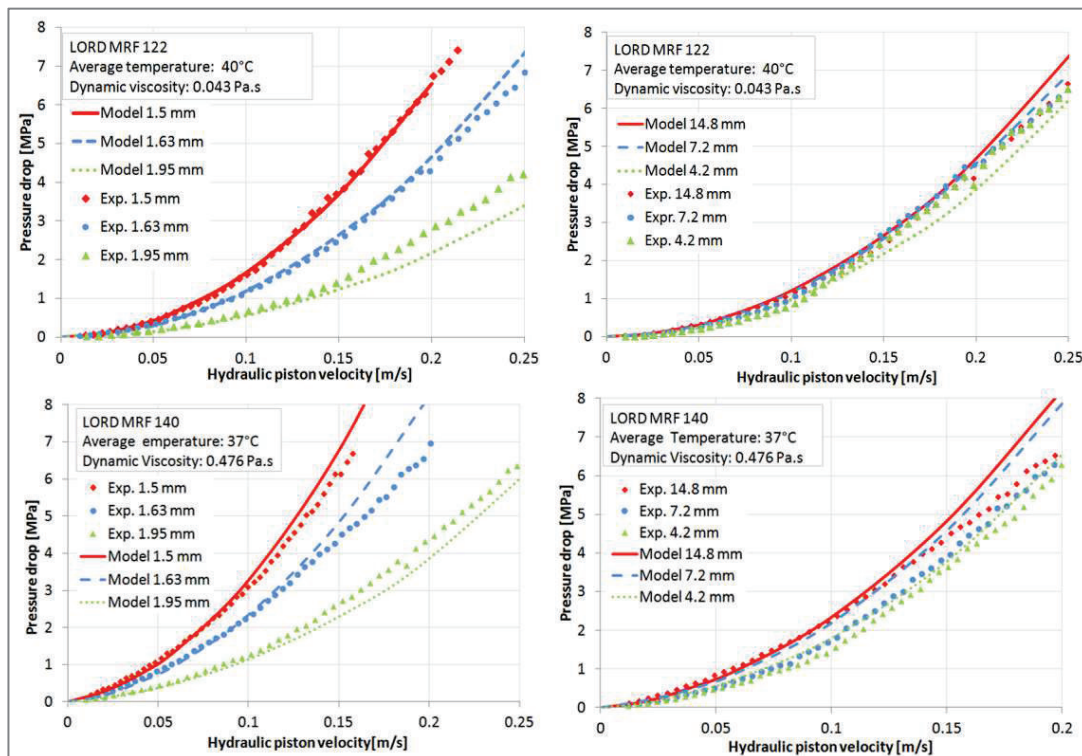 LORD MRF 122
Average temperature: 40°C
Dynamic viscosity: 0.043 Pa.s
Model 1.5 mm
Model 1.63 mm
Model 1.95 mm
Exp. 1.5 mm
Exp. 1.63 mm
Exp. 1.95 mm
Pressure drop [MPa]
8
7
6
5
4
3
2
1
0
0 0.05 0.1 0.15 0.2 0.25
Hydraulic piston velocity [m/s]
LORD MRF 122
Average temperature: 40°C
Dynamic viscosity: 0.043 Pa.s
Model 14.8 mm
Model 7.2 mm
Model 4.2 mm
Exp. 14.8 mm
Expr. 7.2 mm
Exp. 4.2 mm
Pressure drop [MPa]
8
7
6
5
4
3
2
1
0
0 0.05 0.1 0.15 0.2 0.25
Hydraulic piston velocity [m/s]
LORD MRF 140
Average emperature: 37°C
Dynamic Viscosity: 0.476 Pa.s
Exp. 1.5 mm
Exp. 1.63 mm
Exp. 1.95 mm
Model 1.5 mm
Model 1.63 mm
Model 1.95 mm
Pressure drop [MPa]
8
7
6
5
4
3
2
1
0
0 0.05 0.1 0.15 0.2 0.25
Hydraulic piston velocity [m/s]
LORD MRF 140
Average Temperature: 37°C
Dynamic Viscosity: 0.476 Pa.s
Exp. 14.8 mm
Exp. 7.2 mm
Exp. 4.2 mm
Model 14.8 mm
Model 7.2 mm
Model 4.2 mm
Pressure drop [MPa]
8
7
6
5
4
3
2
1
0
0 0.05 0.1 0.15 0.2
Hydraulic piston velocity [m/s]